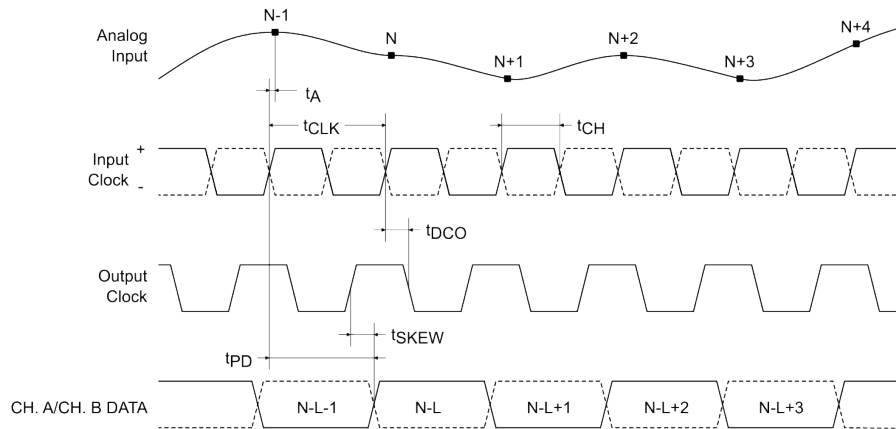 N-1
N
N+1
N+2
N+3
N+4
Analog
Input
tA
tCLK
tCH
Input
Clock
+
-
tDCO
Output
Clock
tSKEW
tPD
CH. A/CH. B DATA
N-L-1
N-L
N-L+1
N-L+2
N-L+3